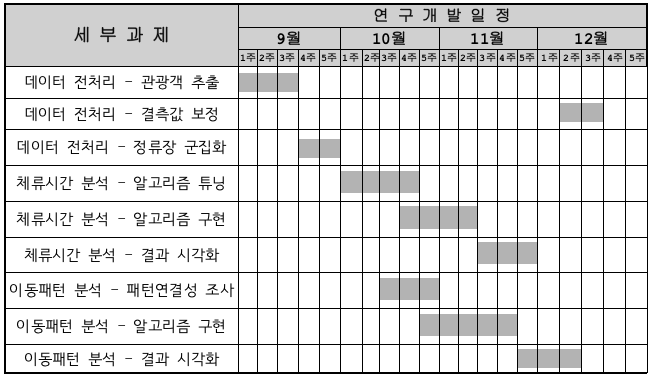 세 부 과 제
연 구 개 발 일 정
9월 10월 11월 12월
1주 2주 3주 4주 5주 1주 2주 3주 4주 5주 1주 2주 3주 4주 5주 1주 2주 3주 4주 5주
데이터 전처리 - 관광객 추출
데이터 전처리 - 결측값 보정
데이터 전처리 - 정류장 군집화
체류시간 분석 - 알고리즘 튜닝
체류시간 분석 - 알고리즘 구현
체류시간 분석 - 결과 시각화
이동패턴 분석 - 패턴연결성 조사
이동패턴 분석 - 알고리즘 구현
이동패턴 분석 - 결과 시각화